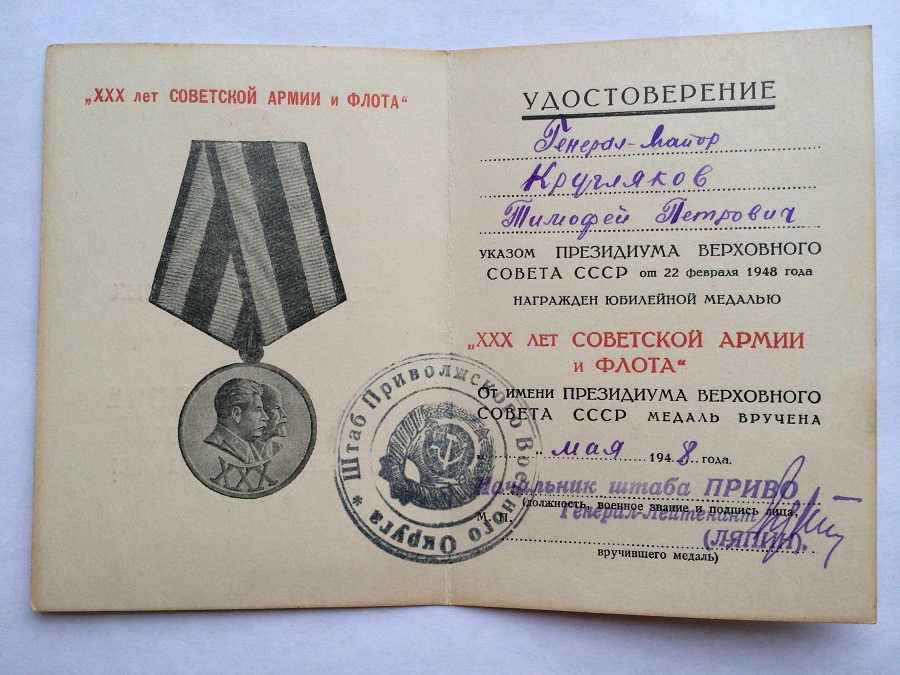 „XXX лет СОВЕТСКОЙ АРМИИ и ФЛОТА“
XXX
* Штаб Приволжского Военного Округа
УДОСТОВЕРЕНИЕ
Генерал-Майор
Кругляков
Тимофей Петрович
УКАЗОМ ПРЕЗИДИУМА ВЕРХОВНОГО
СОВЕТА СССР от 22 февраля 1948 года
НАГРАЖДЕН ЮБИЛЕЙНОЙ МЕДАЛЬЮ
„XXX ЛЕТ СОВЕТСКОЙ АРМИИ
и ФЛОТА“
От имени ПРЕЗИДИУМА ВЕРХОВНОГО
СОВЕТА СССР МЕДАЛЬ ВРУЧЕНА
„ “ мая 1948 года.
Начальник штаба ПРИВО
(должность, военное звание и подпись лица,
М. П. Генерал-Лейтенант
(ЛЯПИН).
вручившего медаль)